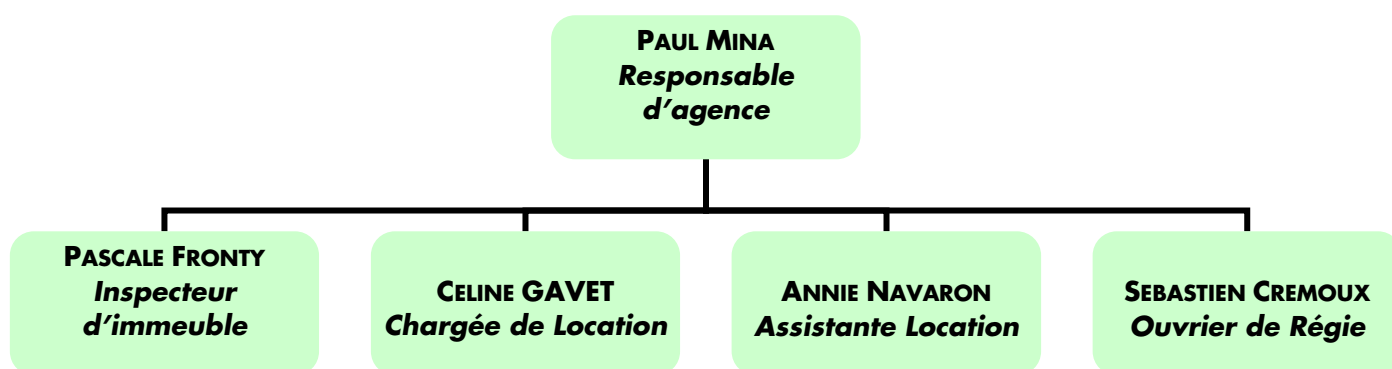 PAUL MINA
Responsable
d'agence
PASCALE FRONTY
Inspecteur
d'immeuble
CELINE GAVET
Chargée de Location
ANNIE NAVARON
Assistante Location
SEBASTIEN CREMOUX
Ouvrier de Régie